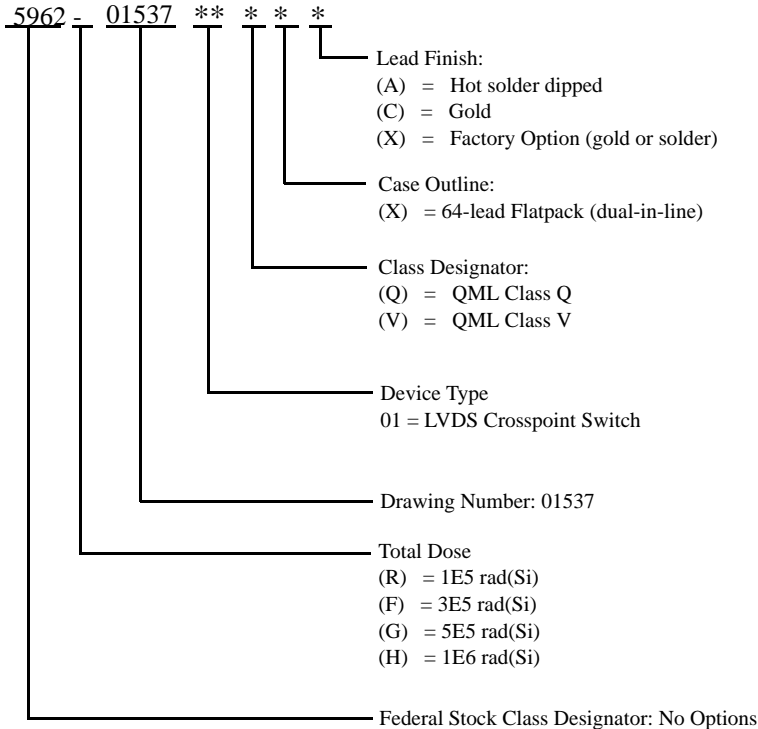 5962 - 01537 ** * * *
Lead Finish:
(A) = Hot solder dipped
(C) = Gold
(X) = Factory Option (gold or solder)
Case Outline:
(X) = 64-lead Flatpack (dual-in-line)
Class Designator:
(Q) = QML Class Q
(V) = QML Class V
Device Type
01 = LVDS Crosspoint Switch
Drawing Number: 01537
Total Dose
(R) = 1E5 rad(Si)
(F) = 3E5 rad(Si)
(G) = 5E5 rad(Si)
(H) = 1E6 rad(Si)
Federal Stock Class Designator: No Options